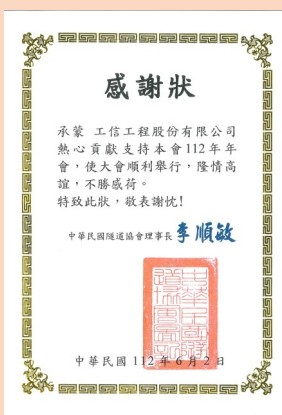 感謝狀
承蒙 工信工程股份有限公司
熱心貢獻支持本會112年年
會，使大會順利舉行，隆情高
誼，不勝感荷。
特致此狀，敬表謝忱！
中華民國隧道協會理事長 李順敏
中華民國 112 年 6 月 2 日